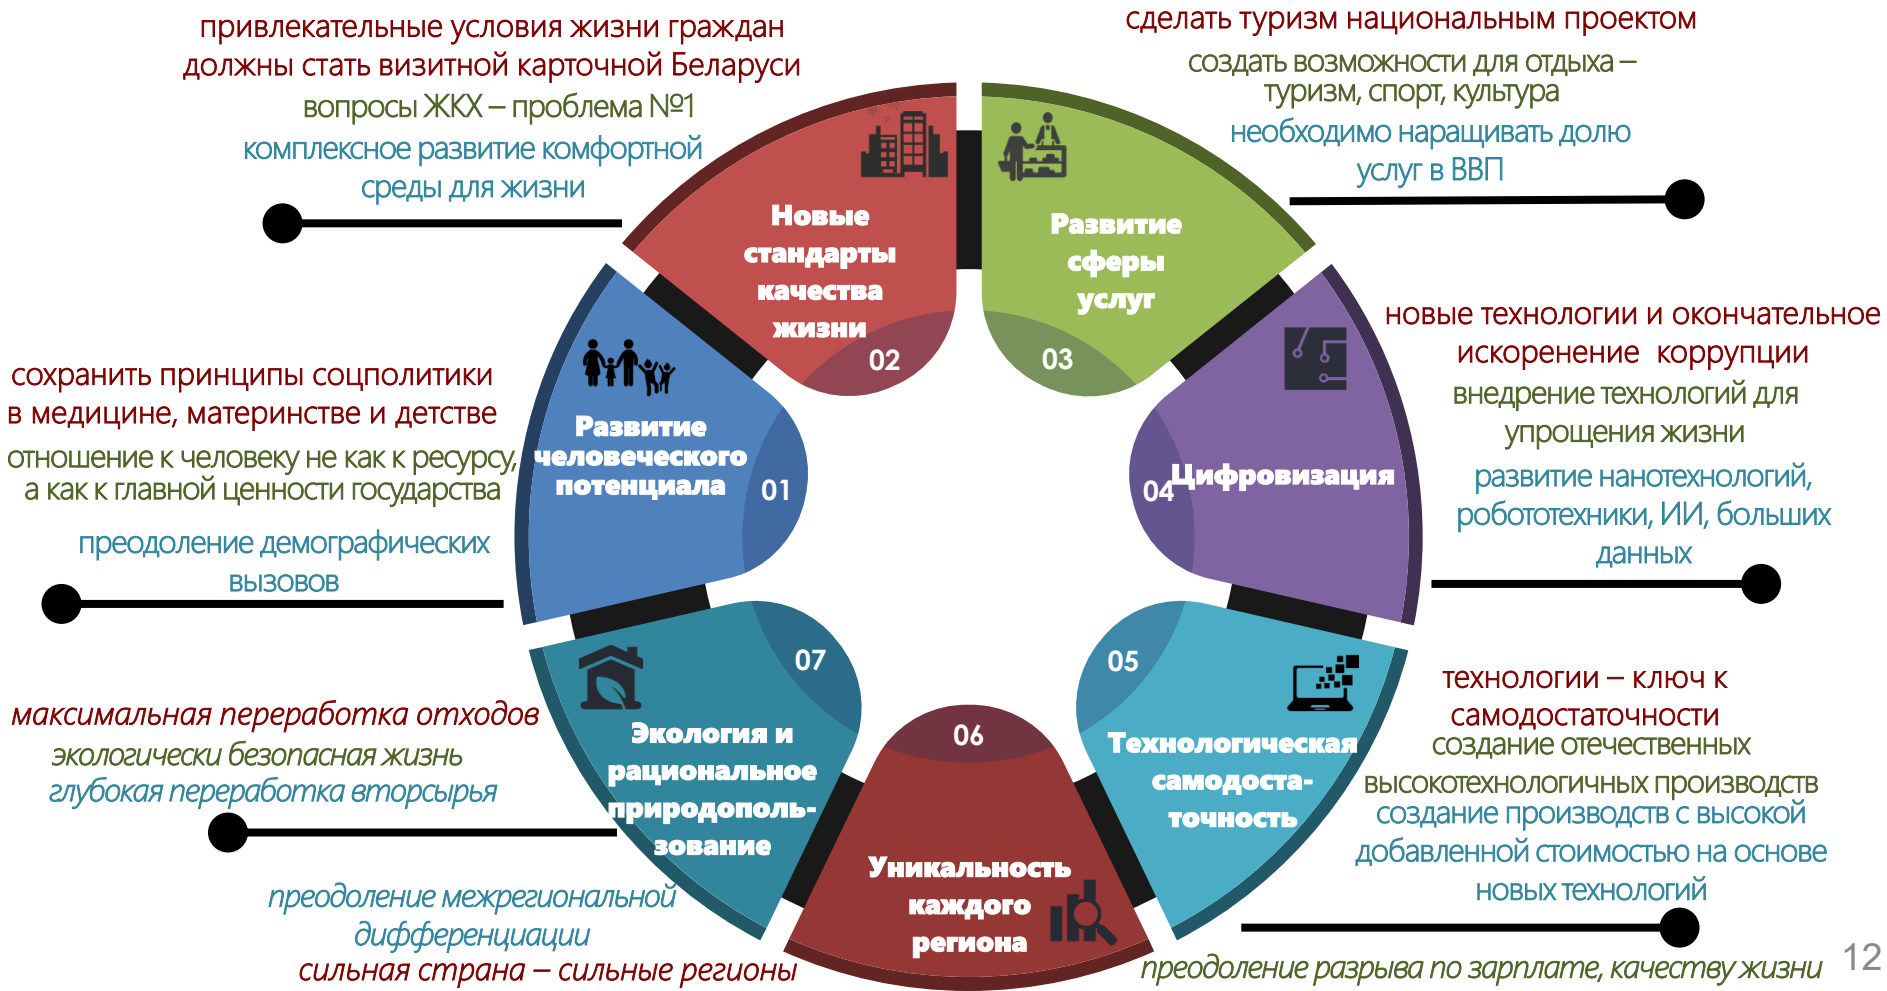 привлекательные условия жизни граждан
должны стать визитной карточкой Беларуси
вопросы ЖКХ – проблема №1
комплексное развитие комфортной
среды для жизни
сделать туризм национальным проектом
создать возможности для отдыха –
туризм, спорт, культура
необходимо наращивать долю
услуг в ВВП
Новые
стандарты
качества
жизни
02
Развитие
сферы
услуг
03
сохранить принципы соцполитики
в медицине, материнстве и детстве
отношение к человеку не как к ресурсу,
а как к главной ценности государства
преодоление демографических
вызовов
Развитие
человеческого
потенциала
01
04
Цифровизация
новые технологии и окончательное
искоренение коррупции
внедрение технологий для
упрощения жизни
развитие нанотехнологий,
робототехники, ИИ, больших
данных
максимальная переработка отходов
экологически безопасная жизнь
глубокая переработка вторсырья
07
Экология и
рациональное
природополь-
зование
05
Технологическая
самодоста-
точность
технологии – ключ к
самодостаточности
создание отечественных
высокотехнологичных производств
создание производств с высокой
добавленной стоимостью на основе
новых технологий
06
Уникальность
каждого
региона
преодоление межрегиональной
дифференциации
сильная страна – сильные регионы
преодоление разрыва по зарплате, качеству жизни
12